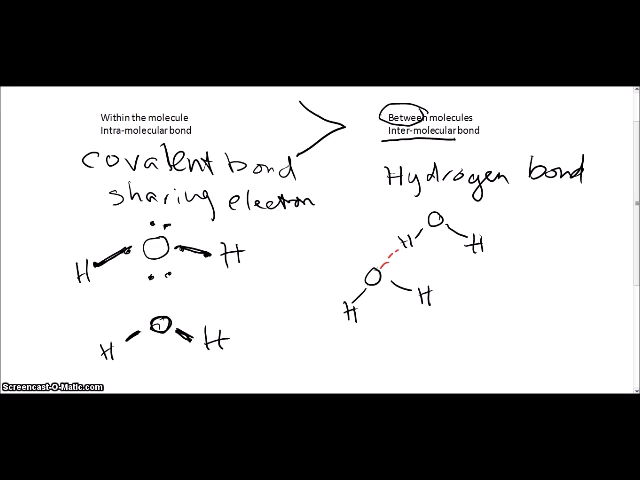 Within the molecule
Intra-molecular bond
covalent bond
sharing electron
H O H
H O H
Between molecules
Inter-molecular bond
Hydrogen bond
O
H H
O
H H
Screencast-O-Matic.com